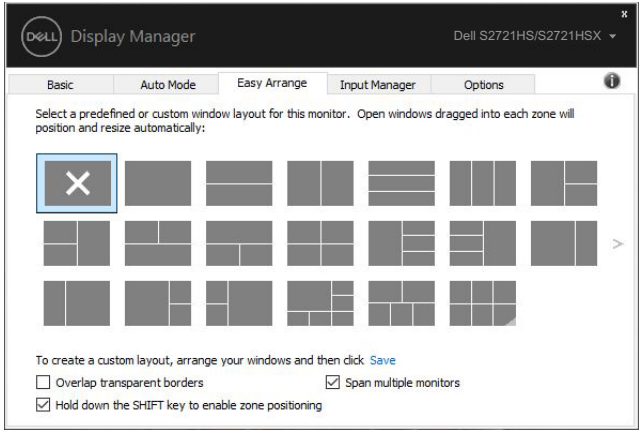 x
DELL Display Manager Dell S2721HS/S2721HSX
Basic Auto Mode Easy Arrange Input Manager Options i
Select a predefined or custom window layout for this monitor. Open windows dragged into each zone will
position and resize automatically:
To create a custom layout, arrange your windows and then click Save
Overlap transparent borders Span multiple monitors
Hold down the SHIFT key to enable zone positioning